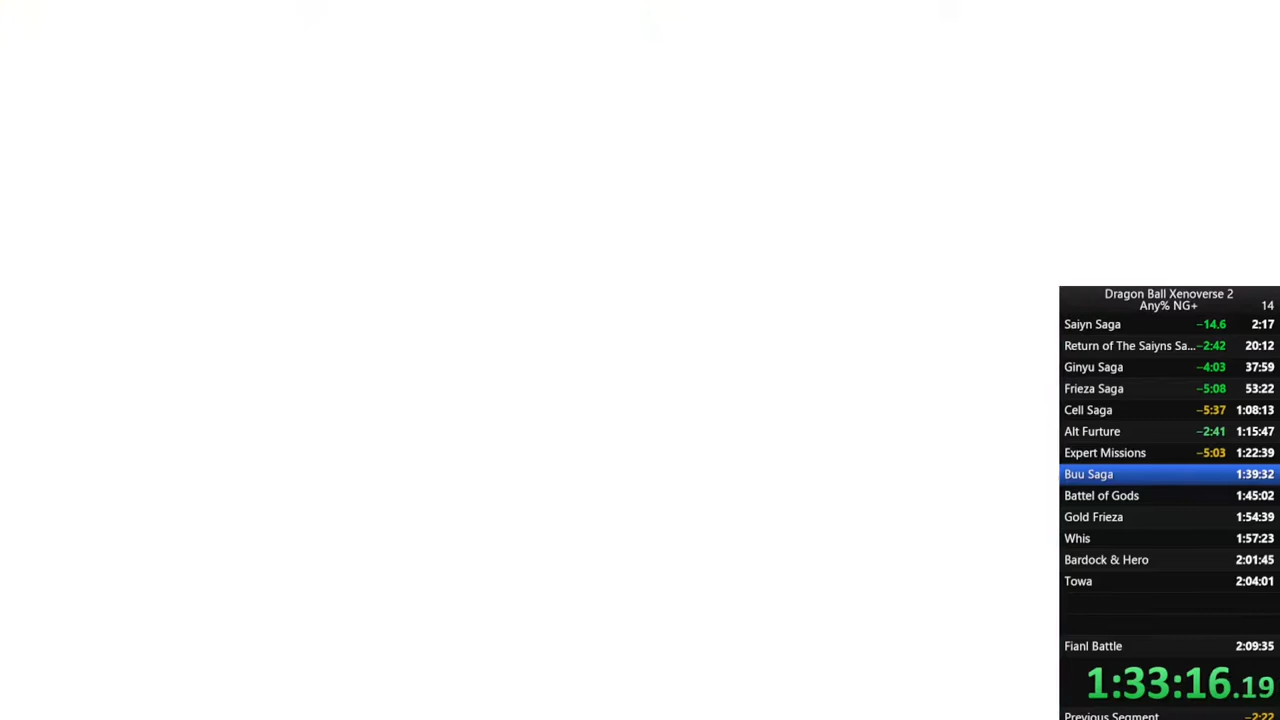 Dragon Ball Xenoverse 2
Any% NG+ 14
Saiyn Saga −14.6 2:17
Return of The Saiyns Sa... −2:42 20:12
Ginyu Saga −4:03 37:59
Frieza Saga −5:08 53:22
Cell Saga −5:37 1:08:13
Alt Furture −2:41 1:15:47
Expert Missions −5:03 1:22:39
Buu Saga 1:39:32
Battel of Gods 1:45:02
Gold Frieza 1:54:39
Whis 1:57:23
Bardock & Hero 2:01:45
Towa 2:04:01
Fianl Battle 2:09:35
1:33:16.19
Previous Segment −2:22